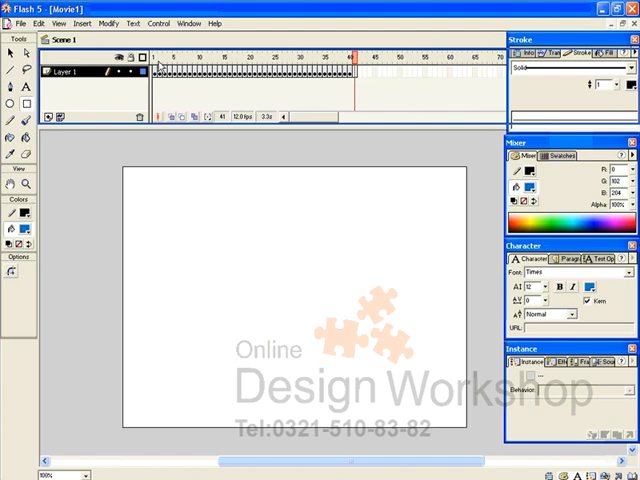 Flash 5 - [Movie1]
File Edit View Insert Modify Text Control Window Help
Tools
Scene 1
Layer 1
1 5 10 15 20 25 30 35 40 45 50 55 60 65 70
41 12.0 fps 3.3s
View
Colors
Options
Stroke
Info Tran Stroke Fill
Solid
1
Mixer
Mixer Swatches
R: 0
G: 102
B: 204
Alpha: 100%
Character
Character Paragra Text Op
Font: Times
12 B I
0 Kern
Normal
URL:
Instance
Instance Effe Fra Sou
Behavior:
Online
Design Workshop
Tel:0321-510-83-82
100%